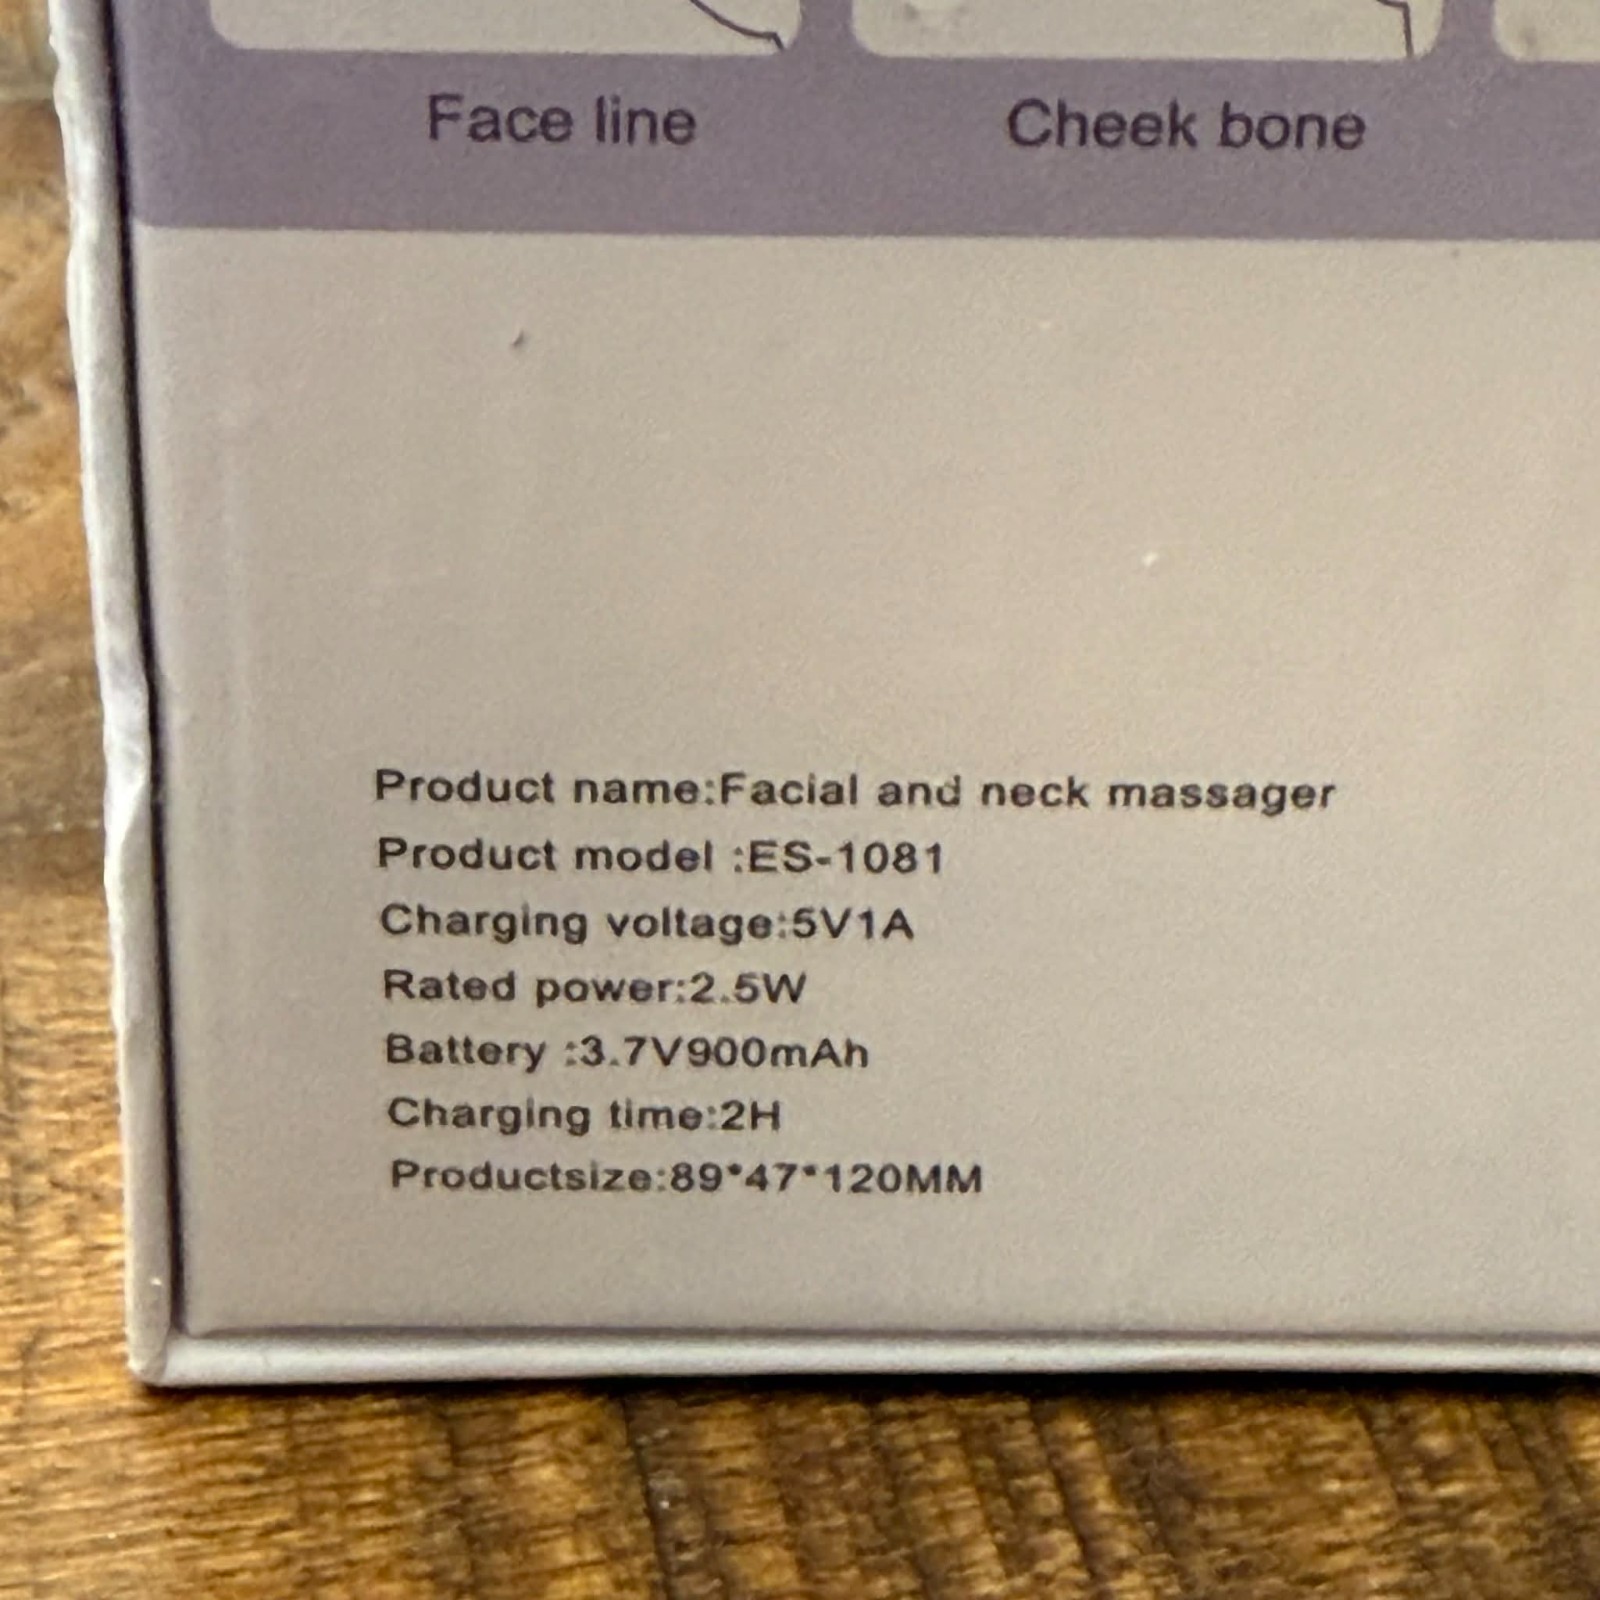 Face line
Cheek bone
Product name:Facial and neck massager
Product model :ES-1081
Charging voltage:5V1A
Rated power:2.5W
Battery :3.7V900mAh
Charging time:2H
Productsize:89*47*120MM